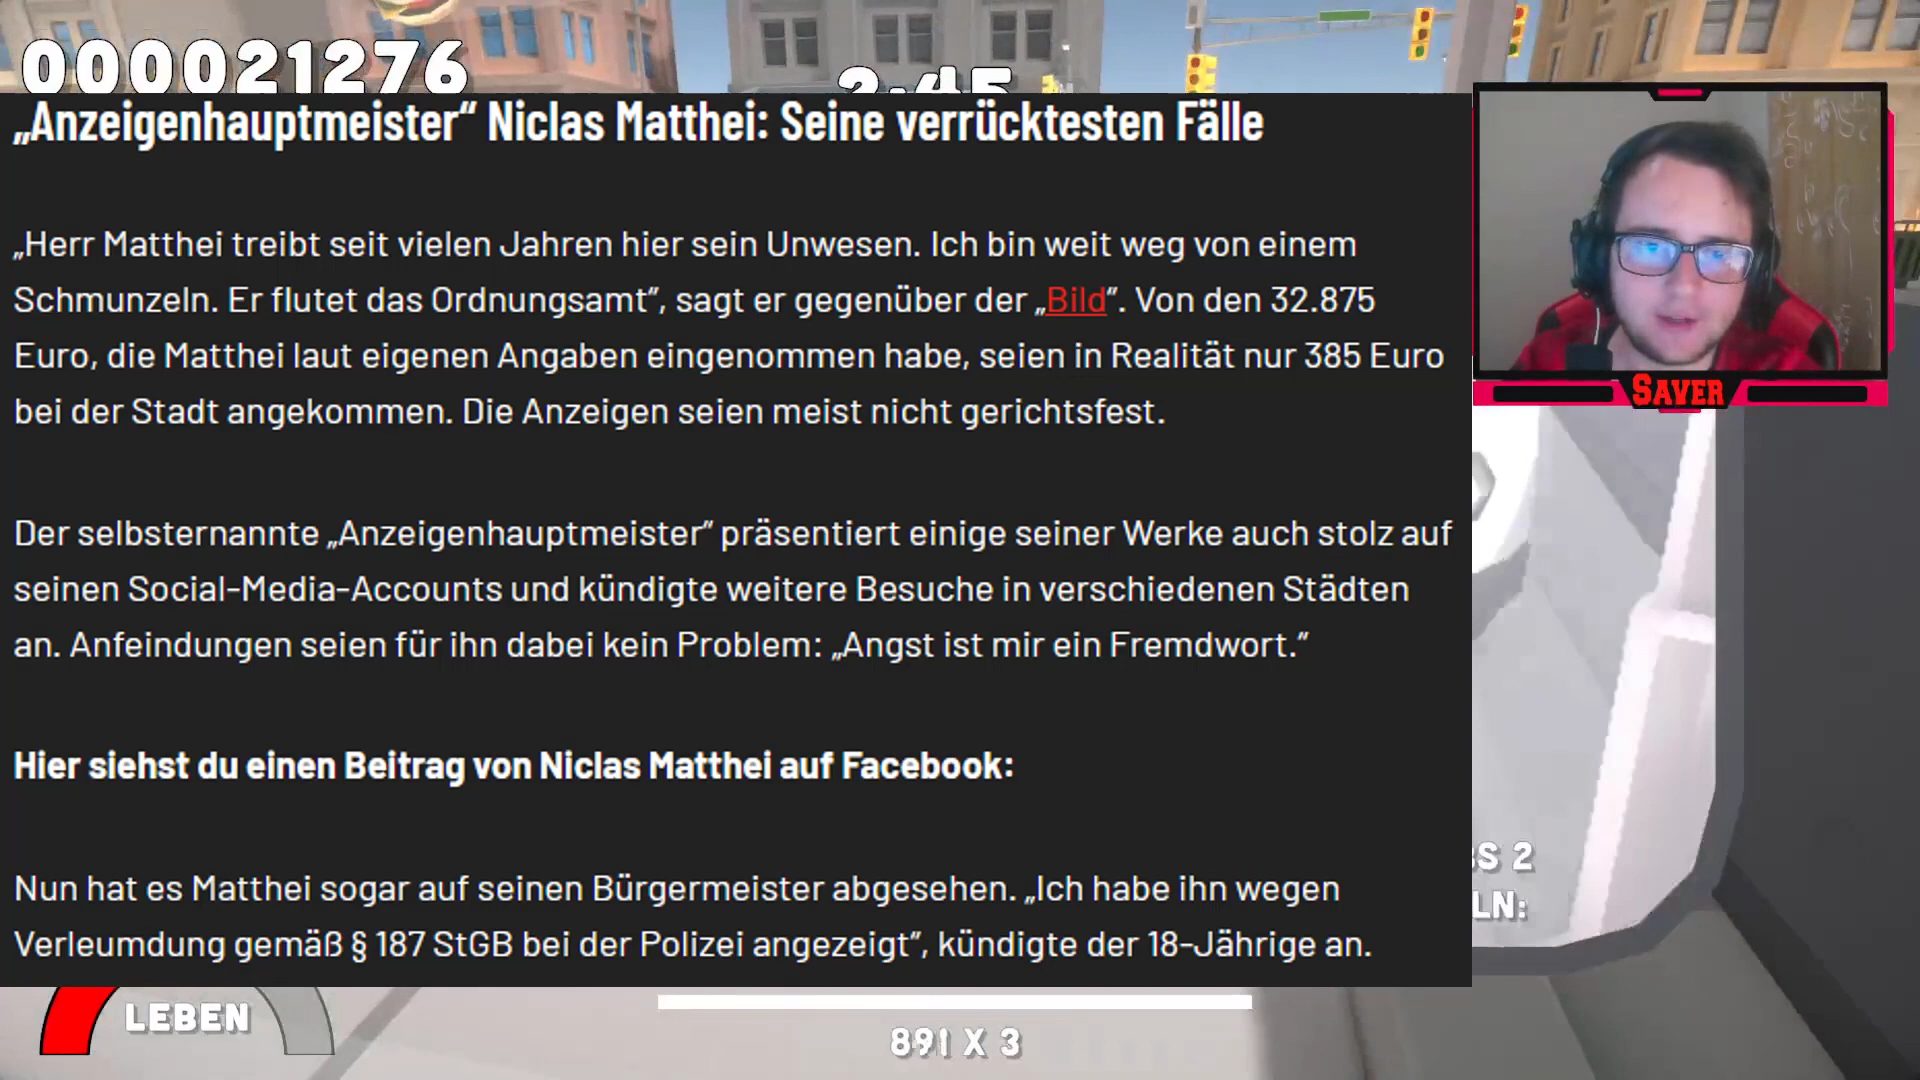 000021276
2:45
„Anzeigenhauptmeister“ Niclas Matthei: Seine verrücktesten Fälle
„Herr Matthei treibt seit vielen Jahren hier sein Unwesen. Ich bin weit weg von einem
Schmunzeln. Er flutet das Ordnungsamt“, sagt er gegenüber der „Bild“. Von den 32.875
Euro, die Matthei laut eigenen Angaben eingenommen habe, seien in Realität nur 385 Euro
bei der Stadt angekommen. Die Anzeigen seien meist nicht gerichtsfest.
Der selbsternannte „Anzeigenhauptmeister“ präsentiert einige seiner Werke auch stolz auf
seinen Social-Media-Accounts und kündigte weitere Besuche in verschiedenen Städten
an. Anfeindungen seien für ihn dabei kein Problem: „Angst ist mir ein Fremdwort.“
Hier siehst du einen Beitrag von Niclas Matthei auf Facebook:
Nun hat es Matthei sogar auf seinen Bürgermeister abgesehen. „Ich habe ihn wegen
Verleumdung gemäß § 187 StGB bei der Polizei angezeigt“, kündigte der 18-Jährige an.
SAVER
S 2
LN:
LEBEN
891 X 3